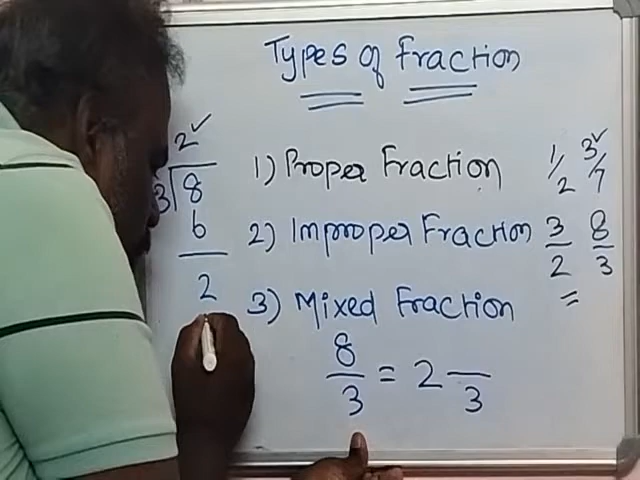 Types of Fraction
2 ✓
3 8
6
2
1) Proper Fraction 1/2 3/7 ✓
2) Improper Fraction 3/2 8/3
3) Mixed Fraction
8/3 = 2 /3